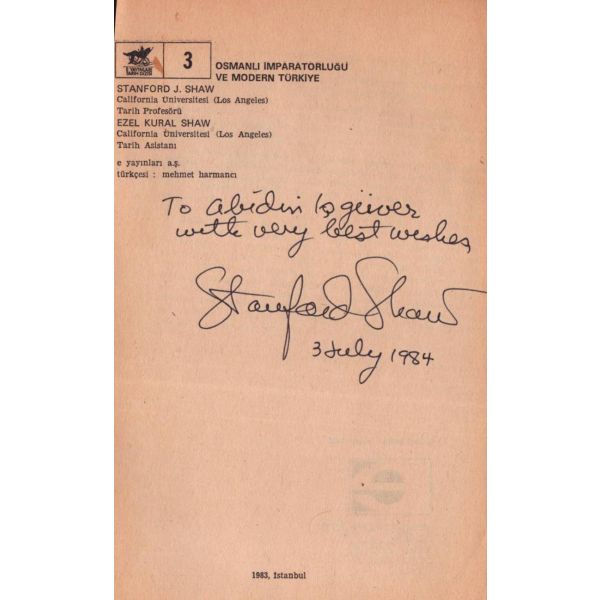 3
OSMANLI İMPARATORLUĞU
VE MODERN TÜRKİYE
STANFORD J. SHAW
California Üniversitesi (Los Angeles)
Tarih Profesörü
EZEL KURAL SHAW
California Üniversitesi (Los Angeles)
Tarih Asistanı
e yayınları a.ş.
türkçesi : mehmet harmancı
To Abidin İşgüver
with very best wishes
Stanford Shaw
3 July 1984
1983, İstanbul